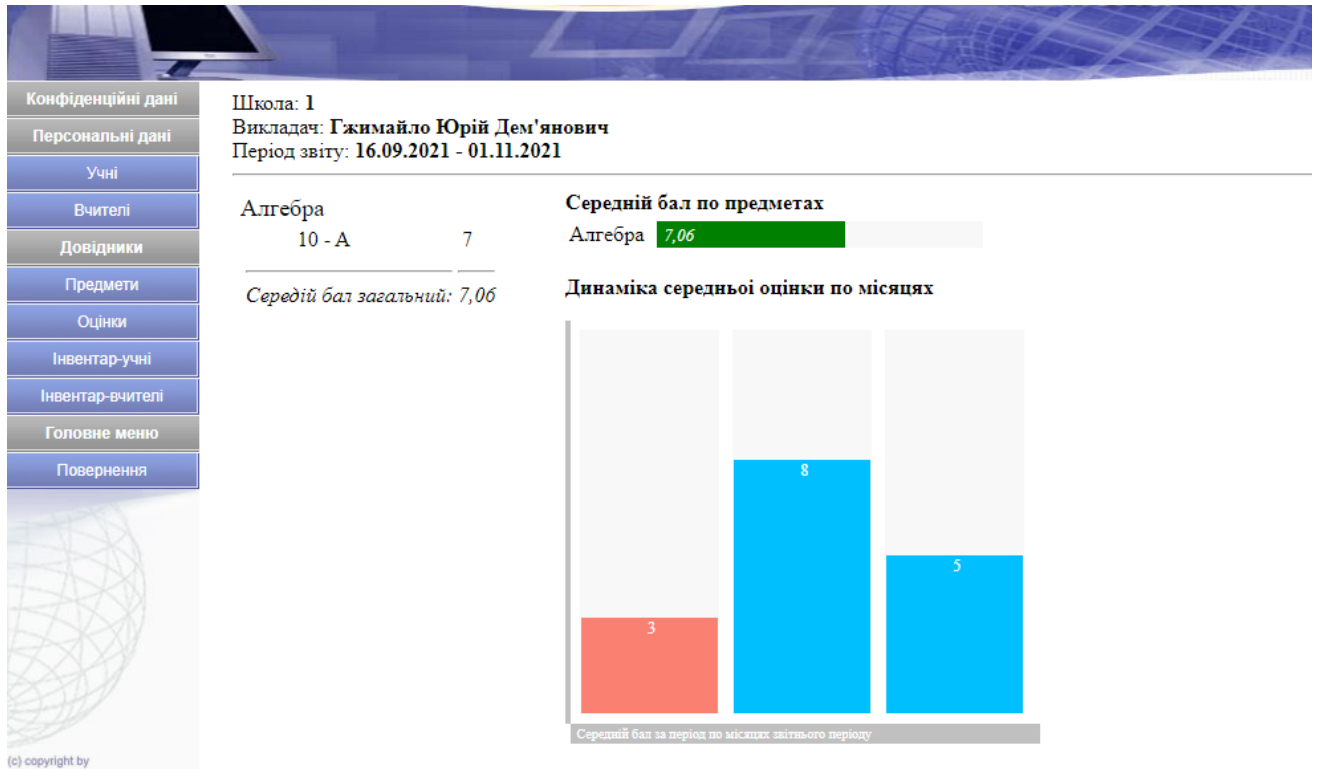 Конфіденційні дані
Персональні дані
Учні
Вчителі
Довідники
Предмети
Оцінки
Інвентар-учні
Інвентар-вчителі
Головне меню
Повернення
(c) copyright by
Школа: 1
Викладач: Гжимайло Юрій Дем'янович
Період звіту: 16.09.2021 - 01.11.2021
Алгебра
10 - А 7
Середій бал загальний: 7,06
Середній бал по предметах
Алгебра 7,06
Динаміка середньоі оцінки по місяцях
3
8
5
Середній бал за період по місяцях звітнього періоду